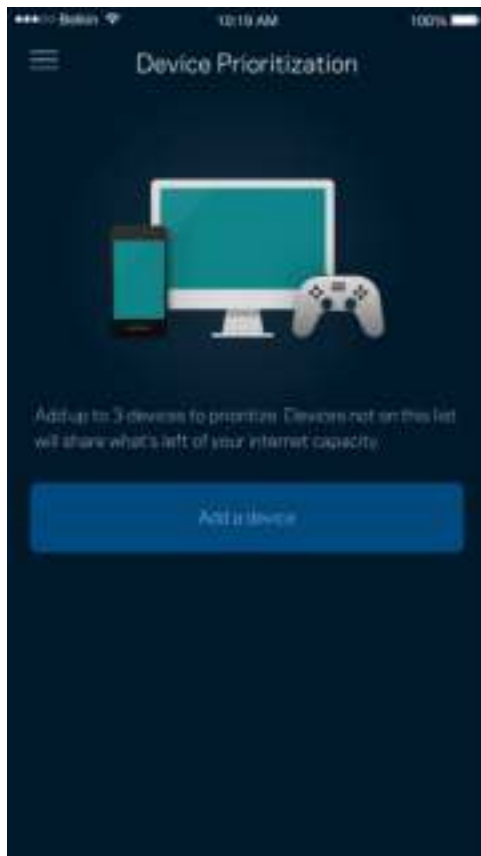 Belkin 10:19 AM 100%
Device Prioritization
Add up to 3 devices to prioritize. Devices not on this list
will share what's left of your internet capacity.
Add a device